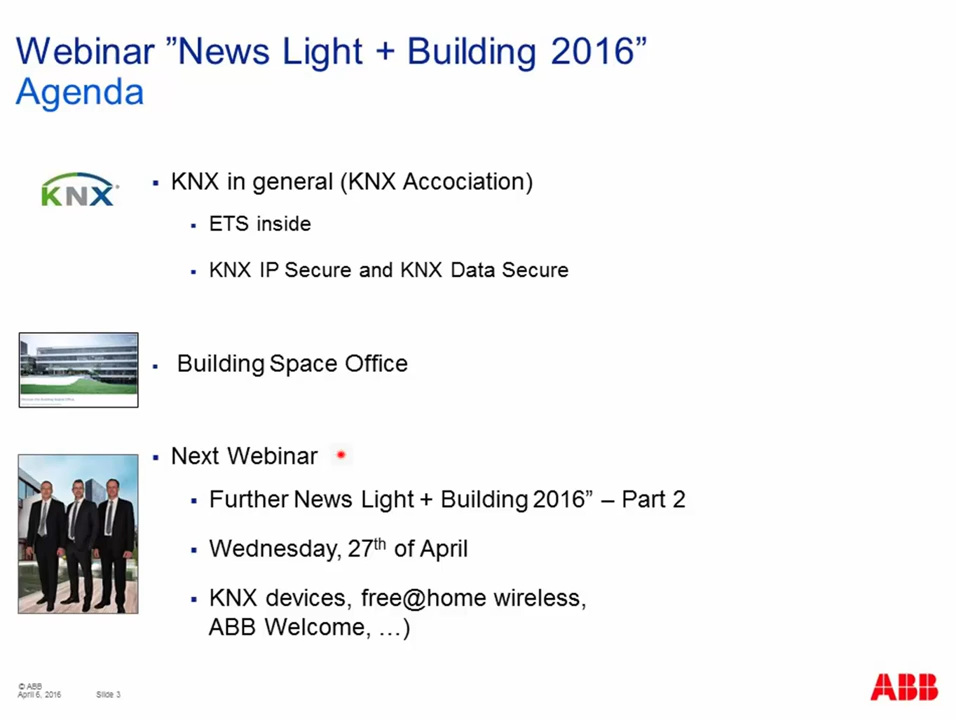 Webinar ”News Light + Building 2016”
Agenda
KNX
KNX in general (KNX Accociation)
ETS inside
KNX IP Secure and KNX Data Secure
Building Space Office
Next Webinar
Further News Light + Building 2016” – Part 2
Wednesday, 27th of April
KNX devices, free@home wireless,
ABB Welcome, …)
© ABB
April 6, 2016 Slide 3
ABB